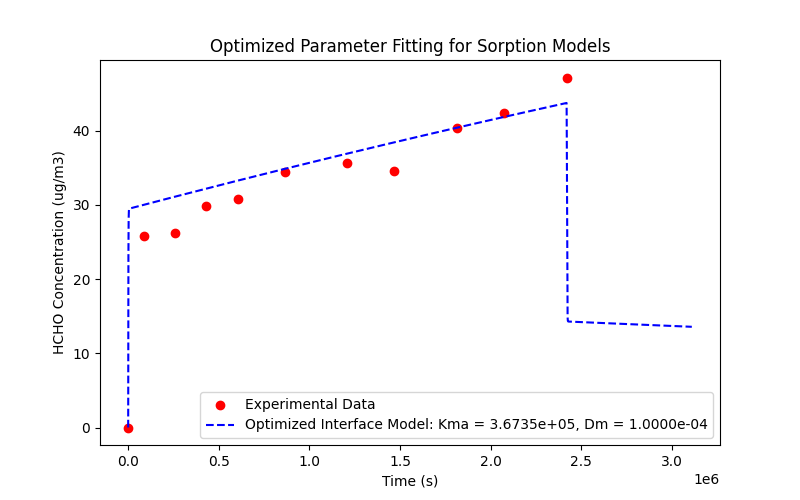 Optimized Parameter Fitting for Sorption Models
HCHO Concentration (ug/m3)
40
30
20
10
0
Experimental Data
Optimized Interface Model: Kma = 3.6735e+05, Dm = 1.0000e-04
0.0 0.5 1.0 1.5 2.0 2.5 3.0
1e6
Time (s)